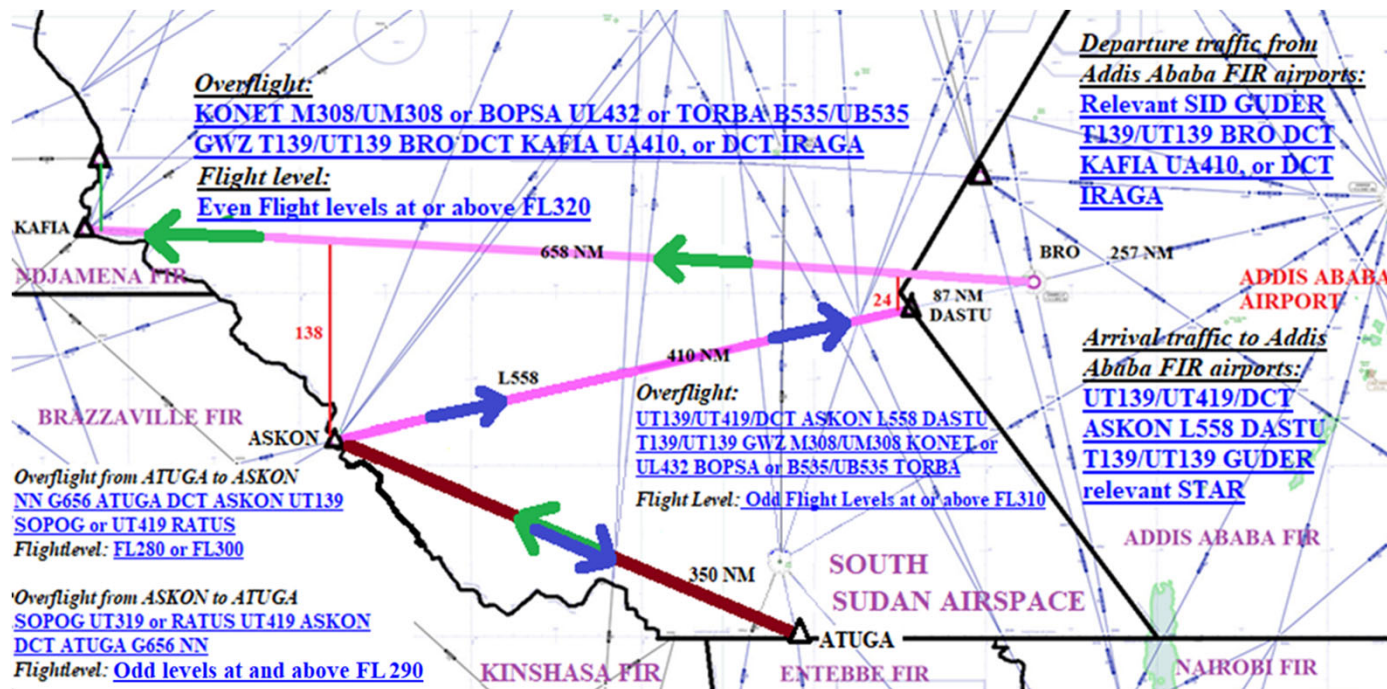 Overflight:
KONET M308/UM308 or BOPSA UL432 or TORBA B535/UB535
GWZ T139/UT139 BRO DCT KAFIA UA410, or DCT IRAGA
Flight level:
Even Flight levels at or above FL320
Departure traffic from
Addis Ababa FIR airports:
Relevant SID GUDER
T139/UT139 BRO DCT
KAFIA UA410, or DCT
IRAGA
KAFIA
658 NM
BRO
257 NM
NDJAMENA FIR
ADDIS ABABA
AIRPORT
24
87 NM
DASTU
138
410 NM
L558
Arrival traffic to Addis
Ababa FIR airports:
UT139/UT419/DCT
ASKON L558 DASTU
T139/UT139 GUDER
relevant STAR
BRAZZAVILLE FIR
ASKON
Overflight:
UT139/UT419/DCT ASKON L558 DASTU
T139/UT139 GWZ M308/UM308 KONET or
UL432 BOPSA or B535/UB535 TORBA
Flight Level: Odd Flight Levels at or above FL310
Overflight from ATUGA to ASKON
NN G656 ATUGA DCT ASKON UT139
SOPOG or UT419 RATUS
Flightlevel: FL280 or FL300
ADDIS ABABA FIR
350 NM
SOUTH
SUDAN AIRSPACE
Overflight from ASKON to ATUGA
SOPOG UT319 or RATUS UT419 ASKON
DCT ATUGA G656 NN
Flightlevel: Odd levels at and above FL290
ATUGA
KINSHASA FIR
ENTEBBE FIR
NAIROBI FIR